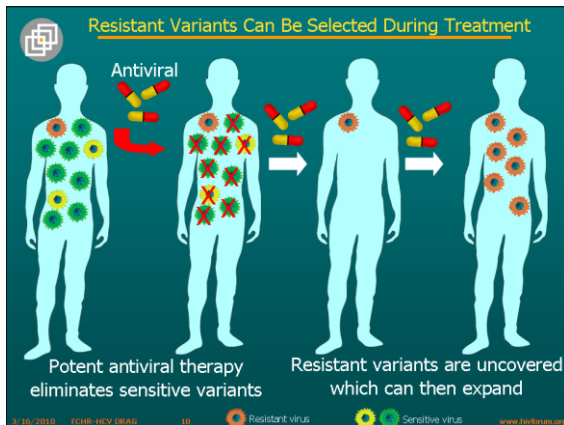 Resistant Variants Can Be Selected During Treatment
Antiviral
Potent antiviral therapy
eliminates sensitive variants
Resistant variants are uncovered
which can then expand
3/16/2010 FCHR-HCV DRAG 10 Resistant virus Sensitive virus www.hivforum.org